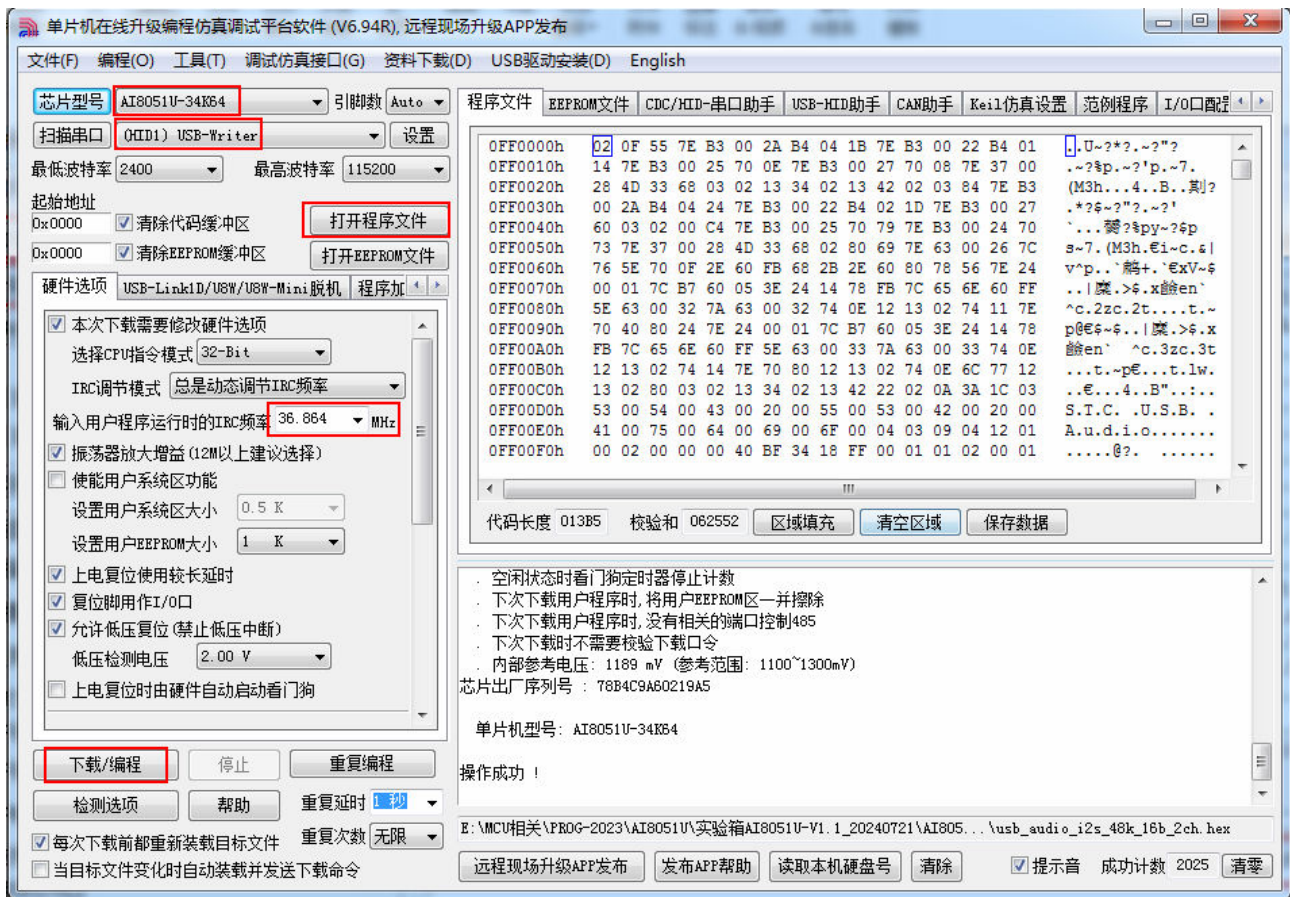 单片机在线升级编程仿真调试平台软件 (V6.94R), 远程现场升级APP发布
文件(F) 编程(O) 工具(T) 调试仿真接口(G) 资料下载(D) USB驱动安装(D) English
芯片型号 AI8051U-34K64 引脚数 Auto
扫描串口 (HID1) USB-Writer 设置
最低波特率 2400 最高波特率 115200
起始地址
0x0000 清除代码缓冲区 打开程序文件
0x0000 清除EEPROM缓冲区 打开EEPROM文件
硬件选项 USB-Link1D/U8W/U8W-Mini脱机 程序加
本次下载需要修改硬件选项
选择CPU指令模式 32-Bit
IRC调节模式 总是动态调节IRC频率
输入用户程序运行时的IRC频率 36.864 MHz
振荡器放大增益(12M以上建议选择)
使能用户系统区功能
设置用户系统区大小 0.5 K
设置用户EEPROM大小 1 K
上电复位使用较长延时
复位脚用作I/O口
允许低压复位(禁止低压中断)
低压检测电压 2.00 V
上电复位时由硬件自动启动看门狗
下载/编程 停止 重复编程
检测选项 帮助 重复延时 1 秒
每次下载前都重新装载目标文件 重复次数 无限
当目标文件变化时自动装载并发送下载命令
程序文件 EEPROM文件 CDC/HID-串口助手 USB-HID助手 CAN助手 Keil仿真设置 范例程序 I/O口配
0FF0000h 02 0F 55 7E B3 00 2A B4 04 1B 7E B3 00 22 B4 01 ..U~?*?.~?"?
0FF0010h 14 7E B3 00 25 70 0E 7E B3 00 27 70 08 7E 37 00 .~?%p.~?'p.~7.
0FF0020h 28 4D 33 68 03 02 13 34 02 13 42 02 03 84 7E B3 (M3h...4..B..剘?
0FF0030h 00 2A B4 04 24 7E B3 00 22 B4 02 1D 7E B3 00 27 .*?$~?"?.~?'
0FF0040h 60 03 02 00 C4 7E B3 00 25 70 79 7E B3 00 24 70 `...膥?%py~?$p
0FF0050h 73 7E 37 00 28 4D 33 68 02 80 69 7E 63 00 26 7C s~7.(M3h.€i~c.&|
0FF0060h 76 5E 70 0F 2E 60 FB 68 2B 2E 60 80 78 56 7E 24 v^p..`鹔+.`€xV~$
0FF0070h 00 01 7C B7 60 05 3E 24 14 78 FB 7C 65 6E 60 FF ..|穈.>$.x鹼en`
0FF0080h 5E 63 00 32 7A 63 00 32 74 0E 12 13 02 74 11 7E ^c.2zc.2t....t.~
0FF0090h 70 40 80 24 7E 24 00 01 7C B7 60 05 3E 24 14 78 p@€$~$..|穈.>$.x
0FF00A0h FB 7C 65 6E 60 FF 5E 63 00 33 7A 63 00 33 74 0E 鹼en` ^c.3zc.3t
0FF00B0h 12 13 02 74 14 7E 70 80 12 13 02 74 0E 6C 77 12 ...t.~p€...t.lw.
0FF00C0h 13 02 80 03 02 13 34 02 13 42 22 02 0A 3A 1C 03 ..€...4..B"..:..
0FF00D0h 53 00 54 00 43 00 20 00 55 00 53 00 42 00 20 00 S.T.C. .U.S.B. .
0FF00E0h 41 00 75 00 64 00 69 00 6F 00 04 03 09 04 12 01 A.u.d.i.o.......
0FF00F0h 00 02 00 00 00 40 BF 34 18 FF 00 01 01 02 00 01 .....@?. ......
代码长度 013B5 校验和 062552 区域填充 清空区域 保存数据
. 空闲状态时看门狗定时器停止计数
. 下次下载用户程序时,将用户EEPROM区一并擦除
. 下次下载用户程序时,没有相关的端口控制485
. 下次下载时不需要校验下载口令
. 内部参考电压: 1189 mV (参考范围: 1100~1300mV)
芯片出厂序列号 : 78B4C9A60219A5
单片机型号: AI8051U-34K64
操作成功 !
E:\MCU相关\PROG-2023\AI8051U\实验箱AI8051U-V1.1_20240721\AI805...\usb_audio_i2s_48k_16b_2ch.hex
远程现场升级APP发布 发布APP帮助 读取本机硬盘号 清除 提示音 成功计数 2025 清零